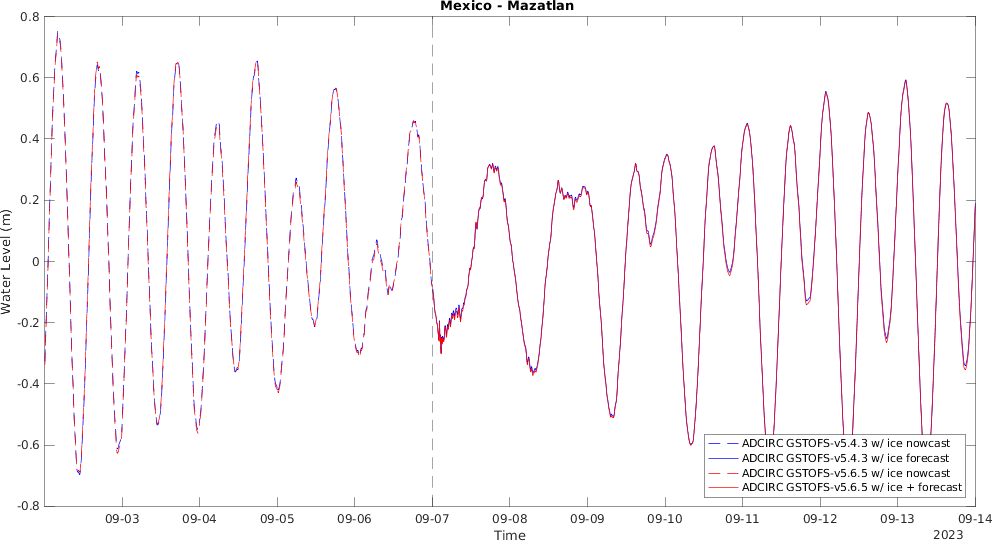 Mexico - Mazatlan
0.8
0.6
0.4
0.2
0
-0.2
-0.4
-0.6
-0.8
Water Level (m)
ADCIRC GSTOFS-v5.4.3 w/ ice nowcast
ADCIRC GSTOFS-v5.4.3 w/ ice forecast
ADCIRC GSTOFS-v5.6.5 w/ ice nowcast
ADCIRC GSTOFS-v5.6.5 w/ ice + forecast
09-03 09-04 09-05 09-06 09-07 09-08 09-09 09-10 09-11 09-12 09-13 09-14
Time
2023